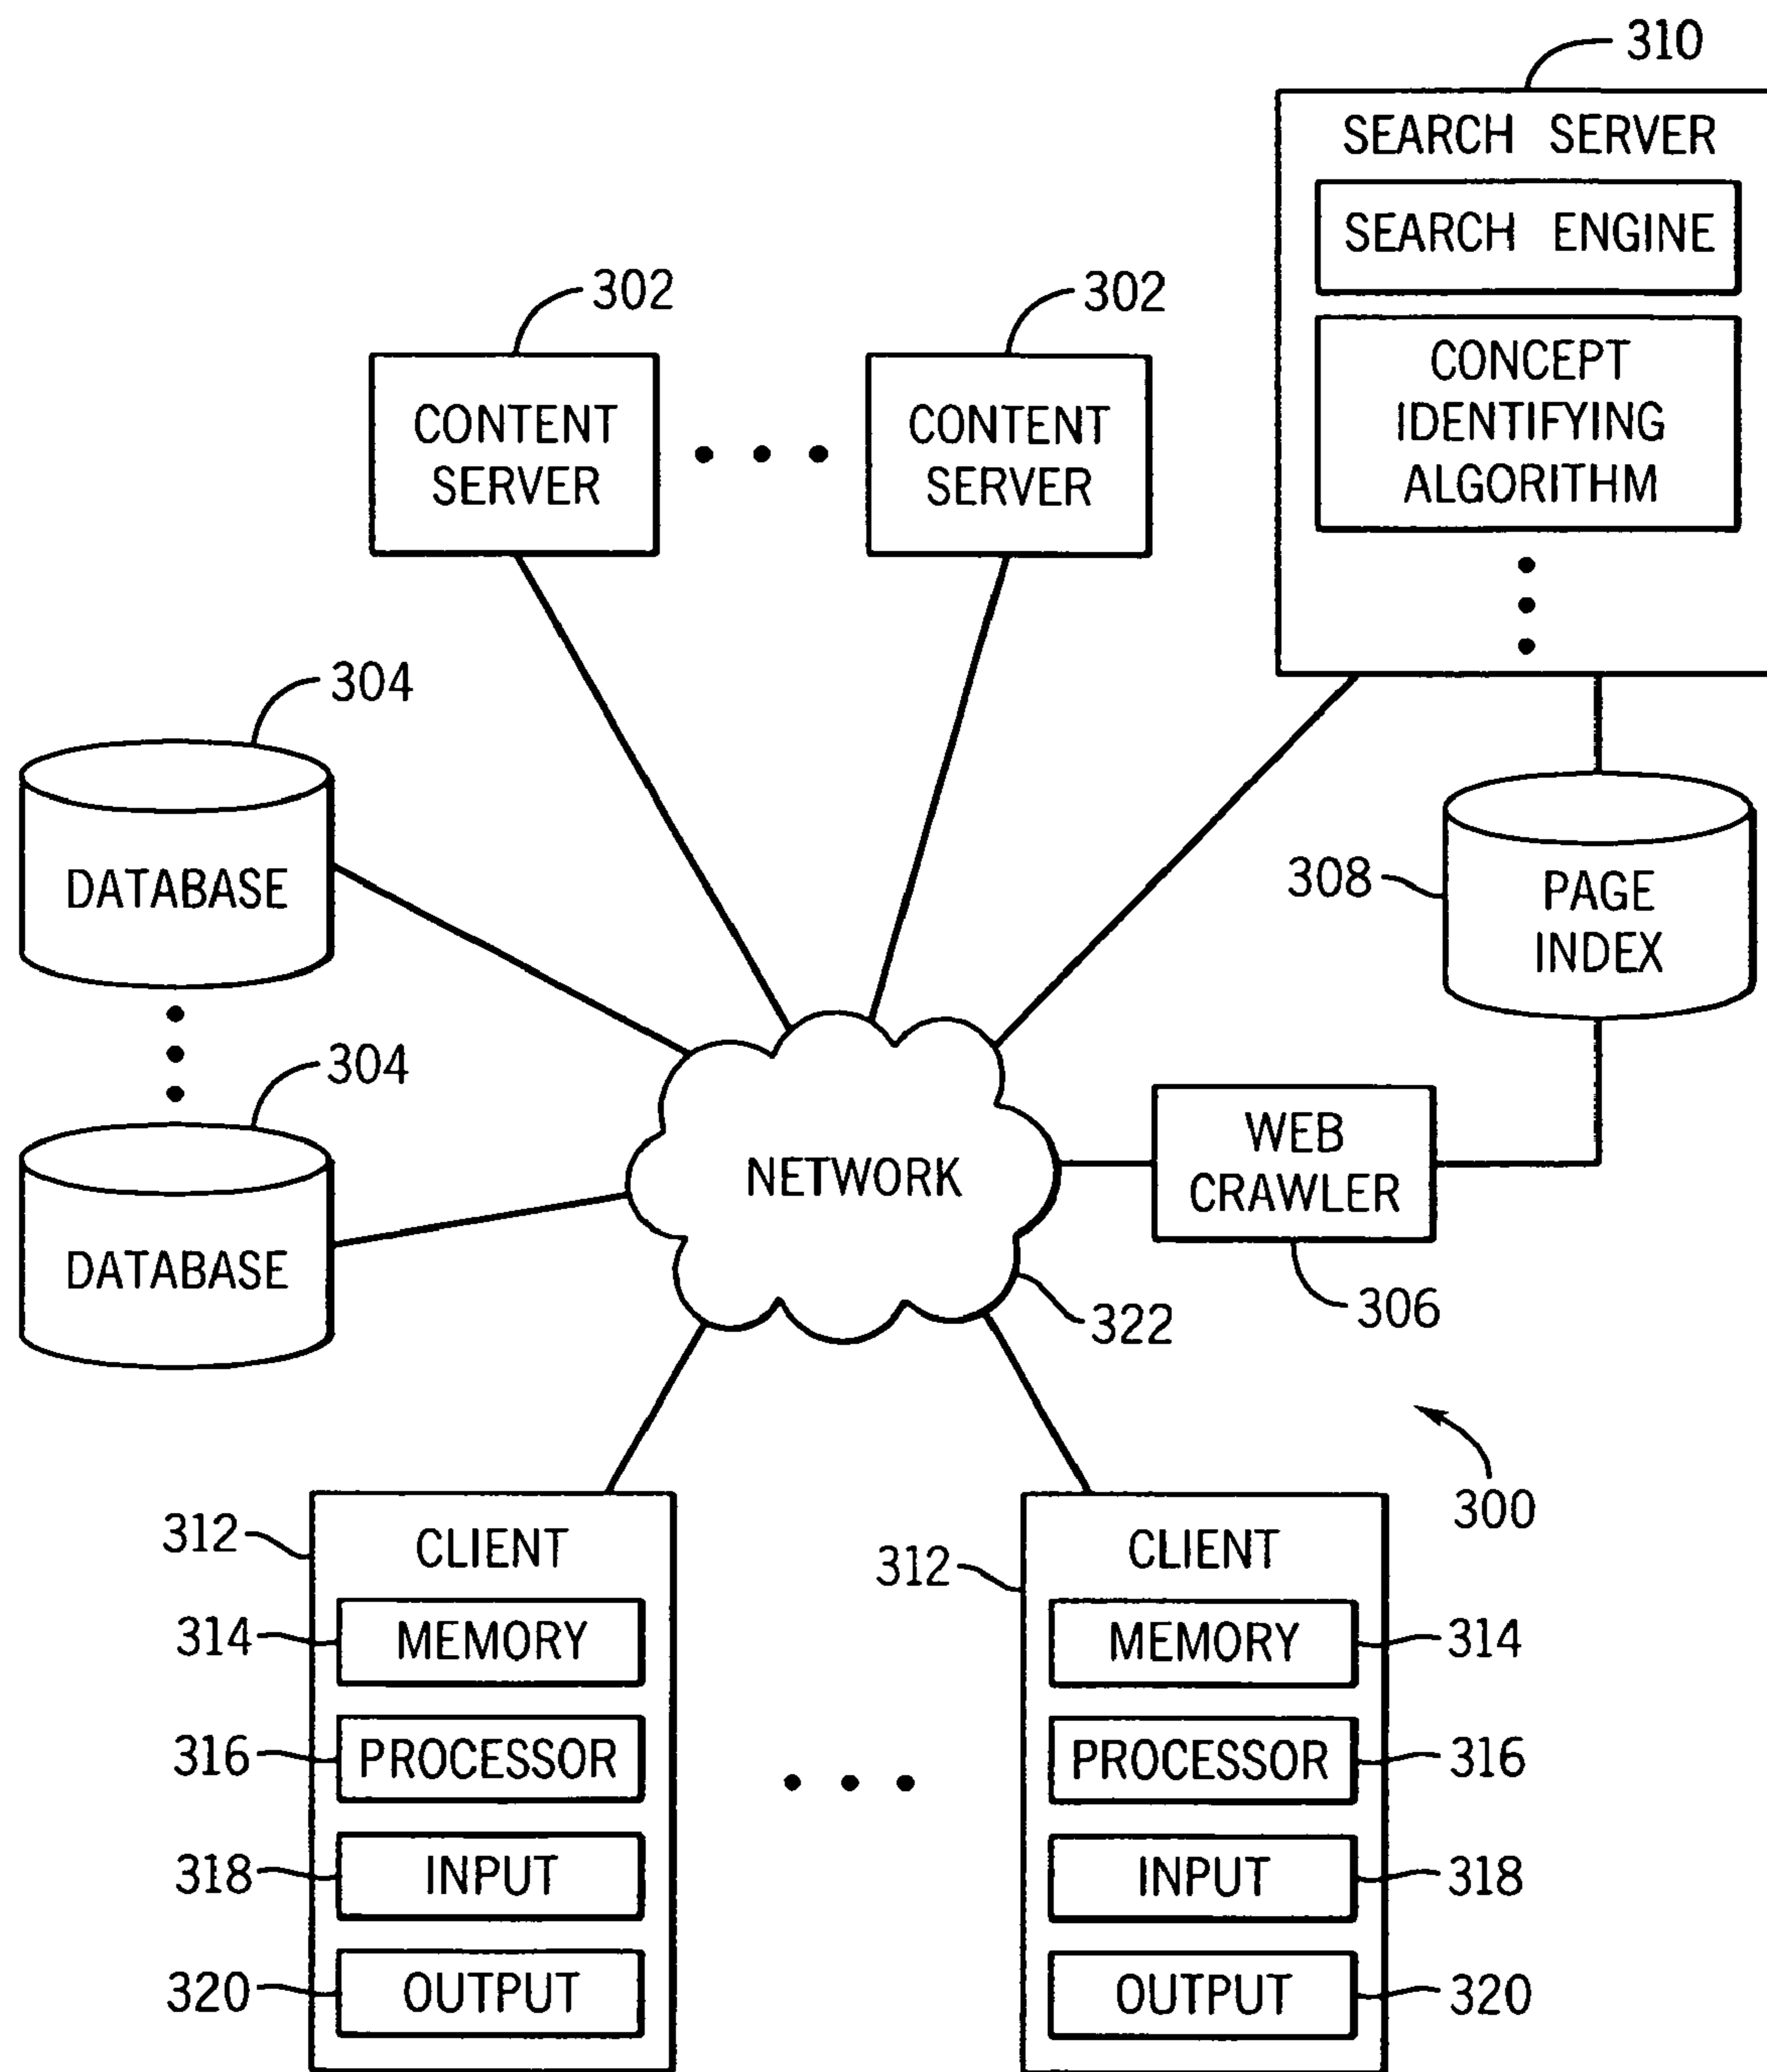 310
SEARCH SERVER
SEARCH ENGINE
CONCEPT
IDENTIFYING
ALGORITHM
302
CONTENT
SERVER
302
CONTENT
SERVER
304
DATABASE
304
DATABASE
308
PAGE
INDEX
NETWORK
322
WEB
CRAWLER
306
300
312
CLIENT
314
MEMORY
316
PROCESSOR
318
INPUT
320
OUTPUT
312
CLIENT
MEMORY
314
PROCESSOR
316
INPUT
318
OUTPUT
320